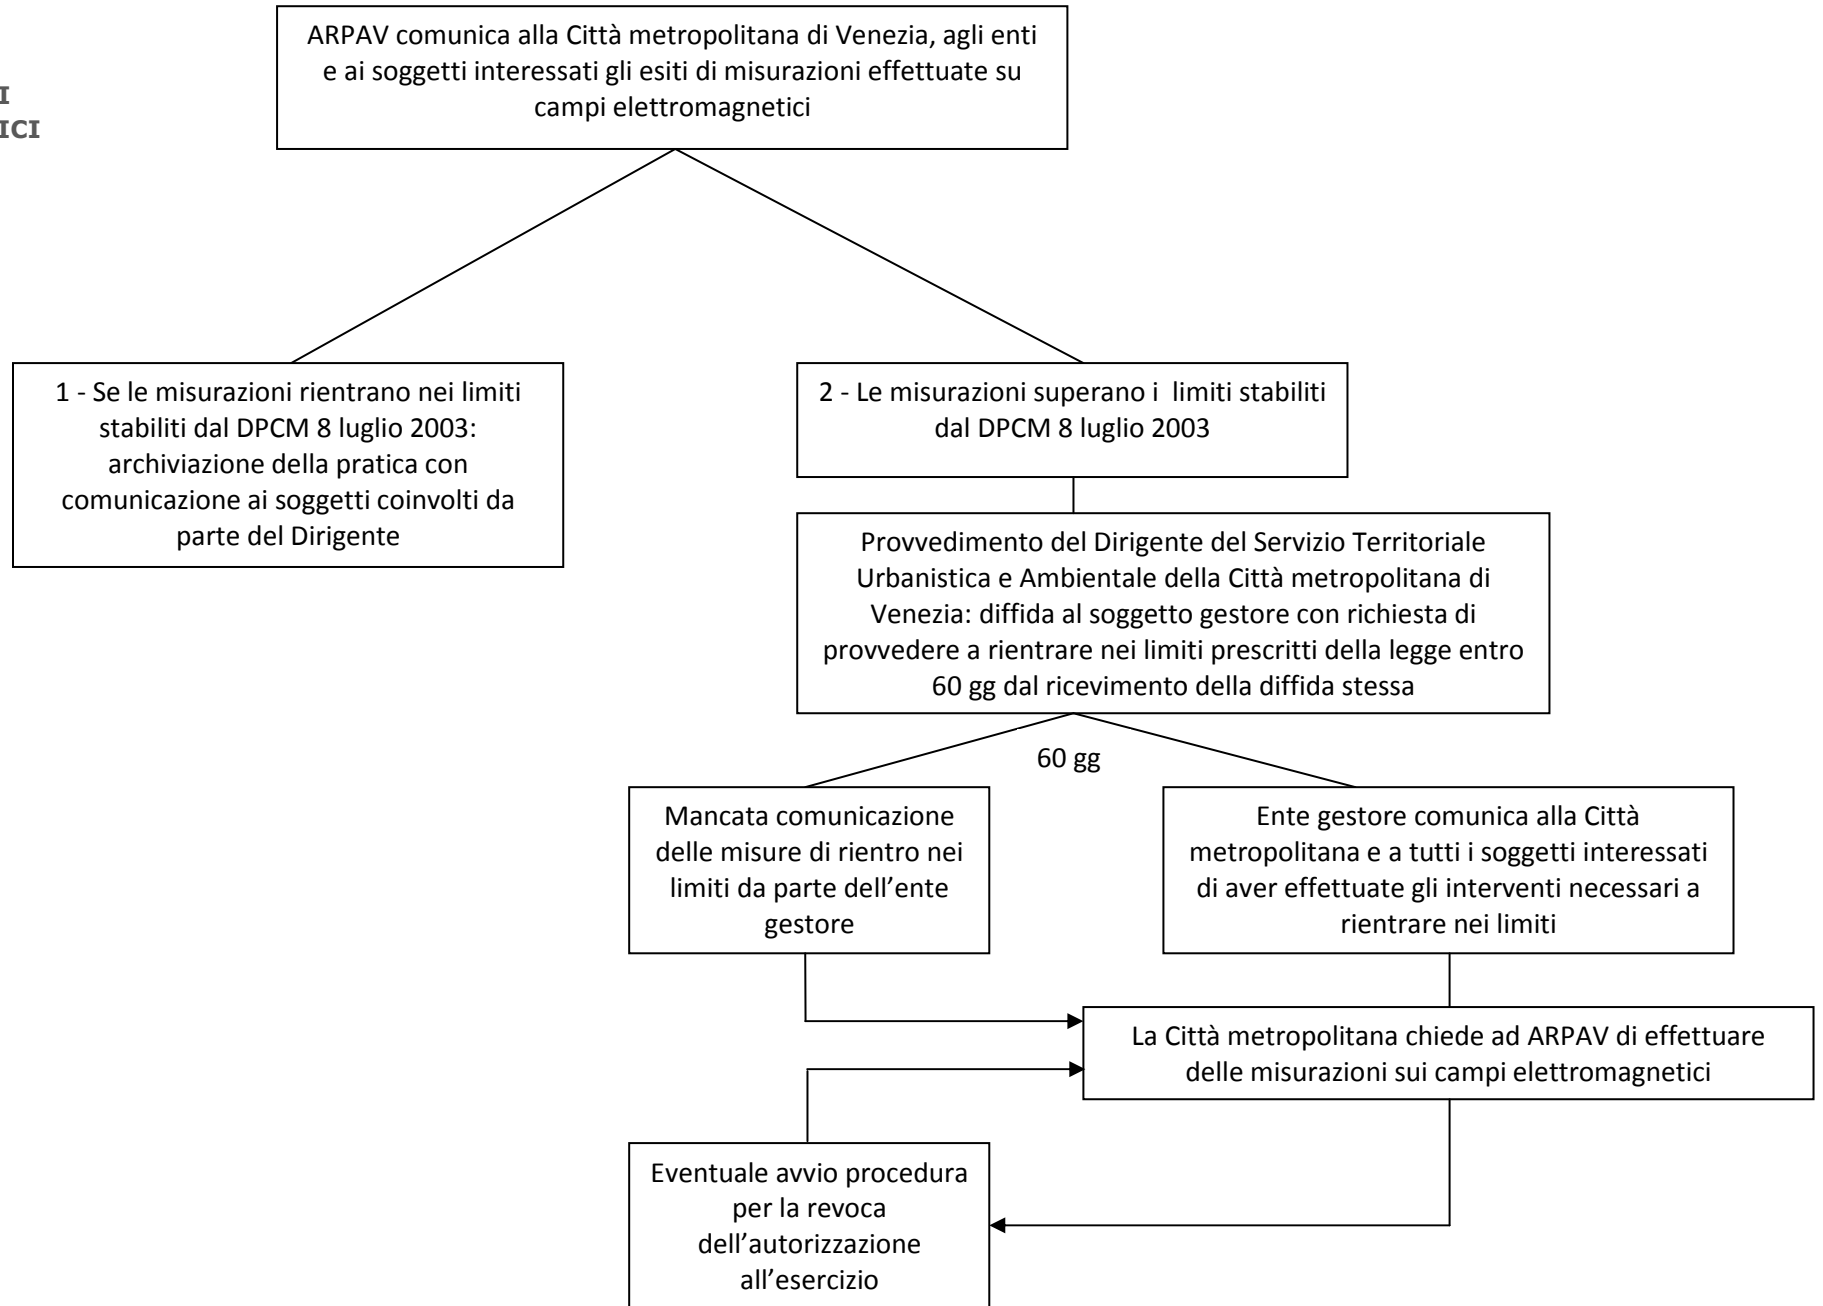 ARPAV comunica alla Città metropolitana di Venezia, agli enti
e ai soggetti interessati gli esiti di misurazioni effettuate su
campi elettromagnetici
I
ICI
1 - Se le misurazioni rientrano nei limiti
stabiliti dal DPCM 8 luglio 2003:
archiviazione della pratica con
comunicazione ai soggetti coinvolti da
parte del Dirigente
2 - Le misurazioni superano i  limiti stabiliti
dal DPCM 8 luglio 2003
Provvedimento del Dirigente del Servizio Territoriale
Urbanistica e Ambientale della Città metropolitana di
Venezia: diffida al soggetto gestore con richiesta di
provvedere a rientrare nei limiti prescritti della legge entro
60 gg dal ricevimento della diffida stessa
60 gg
Mancata comunicazione
delle misure di rientro nei
limiti da parte dell’ente
gestore
Ente gestore comunica alla Città
metropolitana e a tutti i soggetti interessati
di aver effettuate gli interventi necessari a
rientrare nei limiti
La Città metropolitana chiede ad ARPAV di effettuare
delle misurazioni sui campi elettromagnetici
Eventuale avvio procedura
per la revoca
dell’autorizzazione
all’esercizio